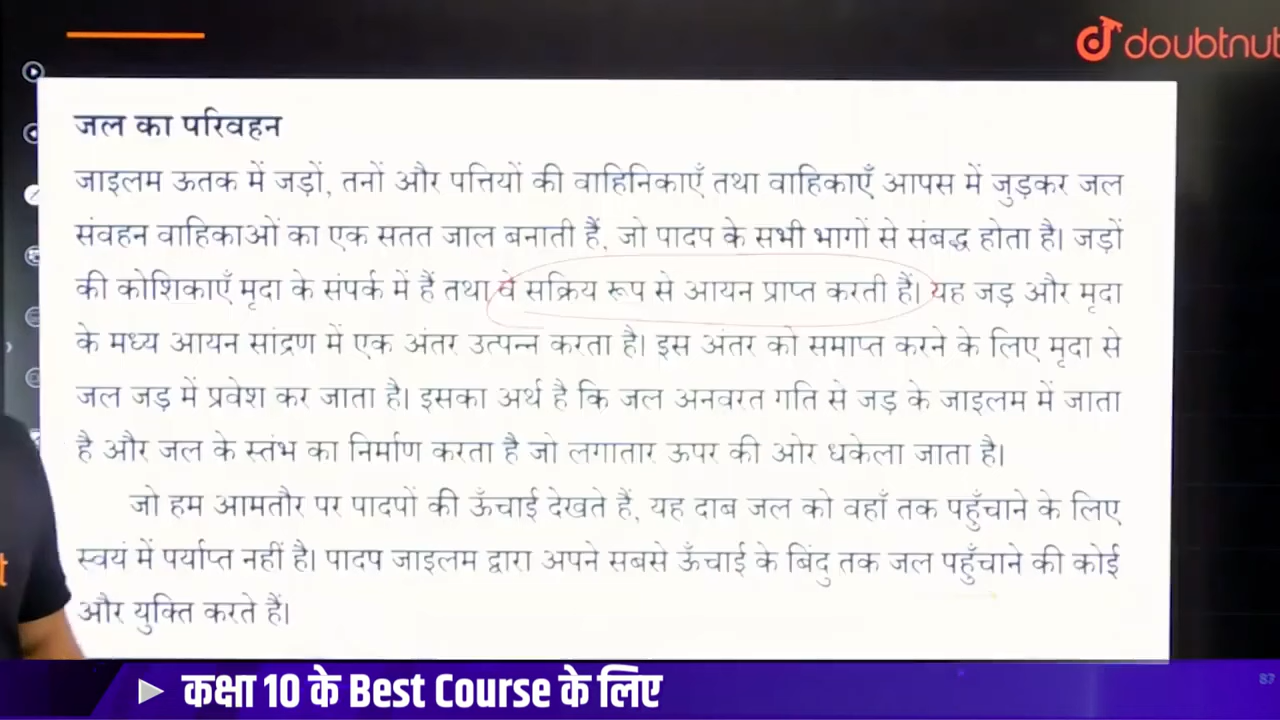 doubtnut
जल का परिवहन
जाइलम ऊतक में जड़ों, तनों और पत्तियों की वाहिनिकाएँ तथा वाहिकाएँ आपस में जुड़कर जल
संवहन वाहिकाओं का एक सतत जाल बनाती हैं, जो पादप के सभी भागों से संबद्ध होता है। जड़ों
की कोशिकाएँ मृदा के संपर्क में हैं तथा वे सक्रिय रूप से आयन प्राप्त करती हैं। यह जड़ और मृदा
के मध्य आयन सांद्रण में एक अंतर उत्पन्न करता है। इस अंतर को समाप्त करने के लिए मृदा से
जल जड़ में प्रवेश कर जाता है। इसका अर्थ है कि जल अनवरत गति से जड़ के जाइलम में जाता
है और जल के स्तंभ का निर्माण करता है जो लगातार ऊपर की ओर धकेला जाता है।
जो हम आमतौर पर पादपों की ऊँचाई देखते हैं, यह दाब जल को वहाँ तक पहुँचाने के लिए
स्वयं में पर्याप्त नहीं है। पादप जाइलम द्वारा अपने सबसे ऊँचाई के बिंदु तक जल पहुँचाने की कोई
और युक्ति करते हैं।
t
कक्षा 10 के Best Course के लिए